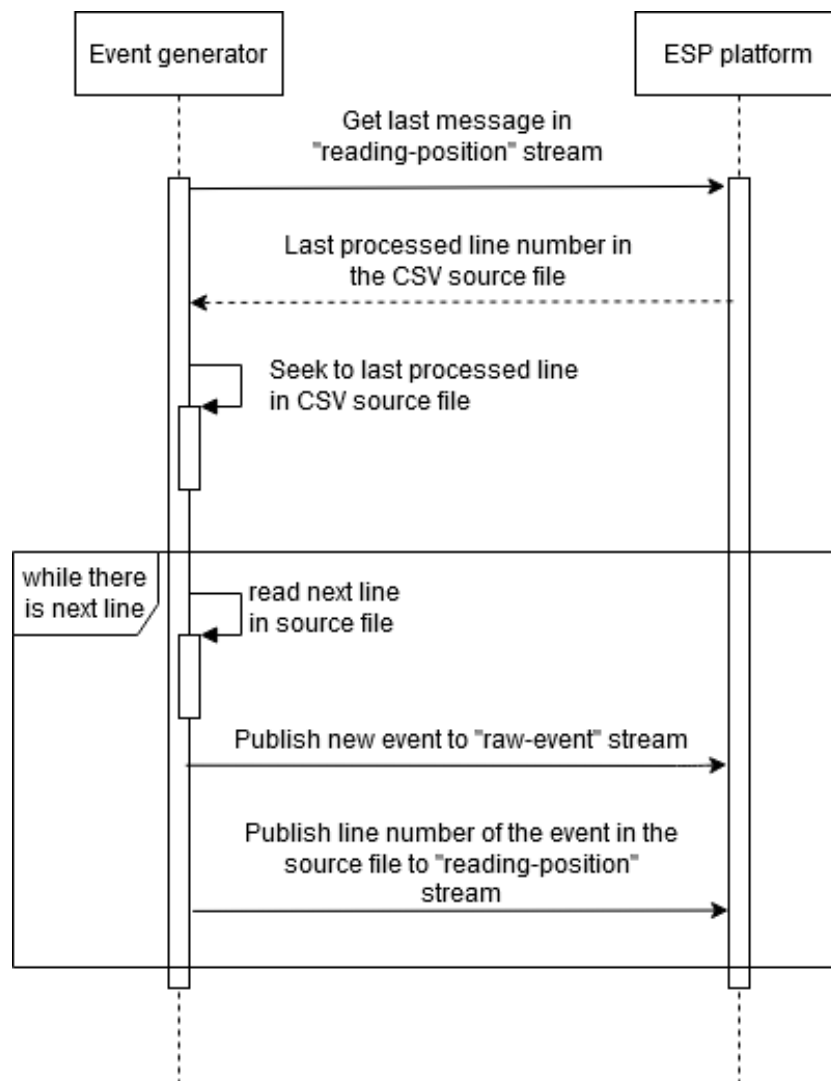 Event generator
ESP platform
Get last message in
"reading-position" stream
Last processed line number in
the CSV source file
Seek to last processed line
in CSV source file
while there
is next line
read next line
in source file
Publish new event to "raw-event" stream
Publish line number of the event in the
source file to "reading-position"
stream